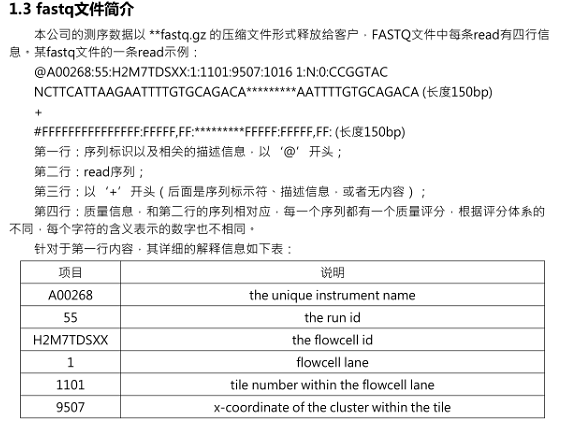 1.3 fastq文件简介
本公司的测序数据以 **fastq.gz 的压缩文件形式释放给客户，FASTQ文件中每条read有四行信
息。某fastq文件的一条read示例：
@A00268:55:H2M7TDSXX:1:1101:9507:1016 1:N:0:CCGGTAC
NCTTCATTAAGAATTTTGTGCAGACA*********AATTTTGTGCAGACA (长度150bp)
+
#FFFFFFFFFFFFFFF:FFFFF,FF:*********FFFFF:FFFFF,FF: (长度150bp)
第一行：序列标识以及相关的描述信息，以‘@’开头；
第二行：read序列；
第三行：以‘+’开头（后面是序列标示符、描述信息，或者无内容）；
第四行：质量信息，和第二行的序列相对应，每一个序列都有一个质量评分，根据评分体系的
不同，每个字符的含义表示的数字也不相同。
针对于第一行内容，其详细的解释信息如下表：
项目 说明
A00268 the unique instrument name
55 the run id
H2M7TDSXX the flowcell id
1 flowcell lane
1101 tile number within the flowcell lane
9507 x-coordinate of the cluster within the tile